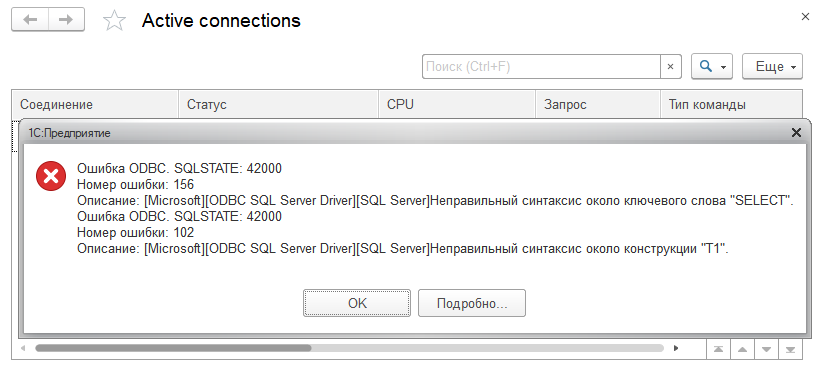 Active connections
Поиск (Ctrl+F)
Еще
Соединение Статус CPU Запрос Тип команды
1С:Предприятие
Ошибка ODBC. SQLSTATE: 42000
Номер ошибки: 156
Описание: [Microsoft][ODBC SQL Server Driver][SQL Server]Неправильный синтаксис около ключевого слова "SELECT".
Ошибка ODBC. SQLSTATE: 42000
Номер ошибки: 102
Описание: [Microsoft][ODBC SQL Server Driver][SQL Server]Неправильный синтаксис около конструкции "T1".
OK Подробно...